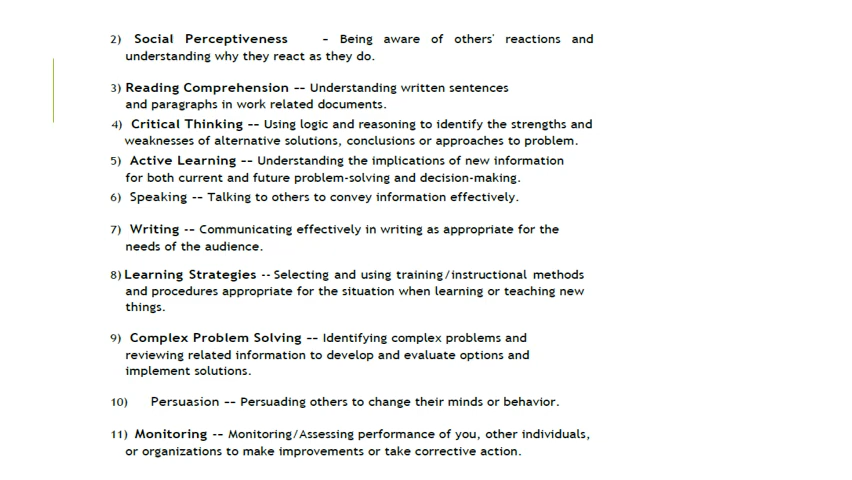 2) Social Perceptiveness – Being aware of others' reactions and
understanding why they react as they do.
3) Reading Comprehension -- Understanding written sentences
and paragraphs in work related documents.
4) Critical Thinking -- Using logic and reasoning to identify the strengths and
weaknesses of alternative solutions, conclusions or approaches to problem.
5) Active Learning -- Understanding the implications of new information
for both current and future problem-solving and decision-making.
6) Speaking -- Talking to others to convey information effectively.
7) Writing -- Communicating effectively in writing as appropriate for the
needs of the audience.
8) Learning Strategies -- Selecting and using training/instructional methods
and procedures appropriate for the situation when learning or teaching new
things.
9) Complex Problem Solving -- Identifying complex problems and
reviewing related information to develop and evaluate options and
implement solutions.
10) Persuasion -- Persuading others to change their minds or behavior.
11) Monitoring -- Monitoring/Assessing performance of you, other individuals,
or organizations to make improvements or take corrective action.